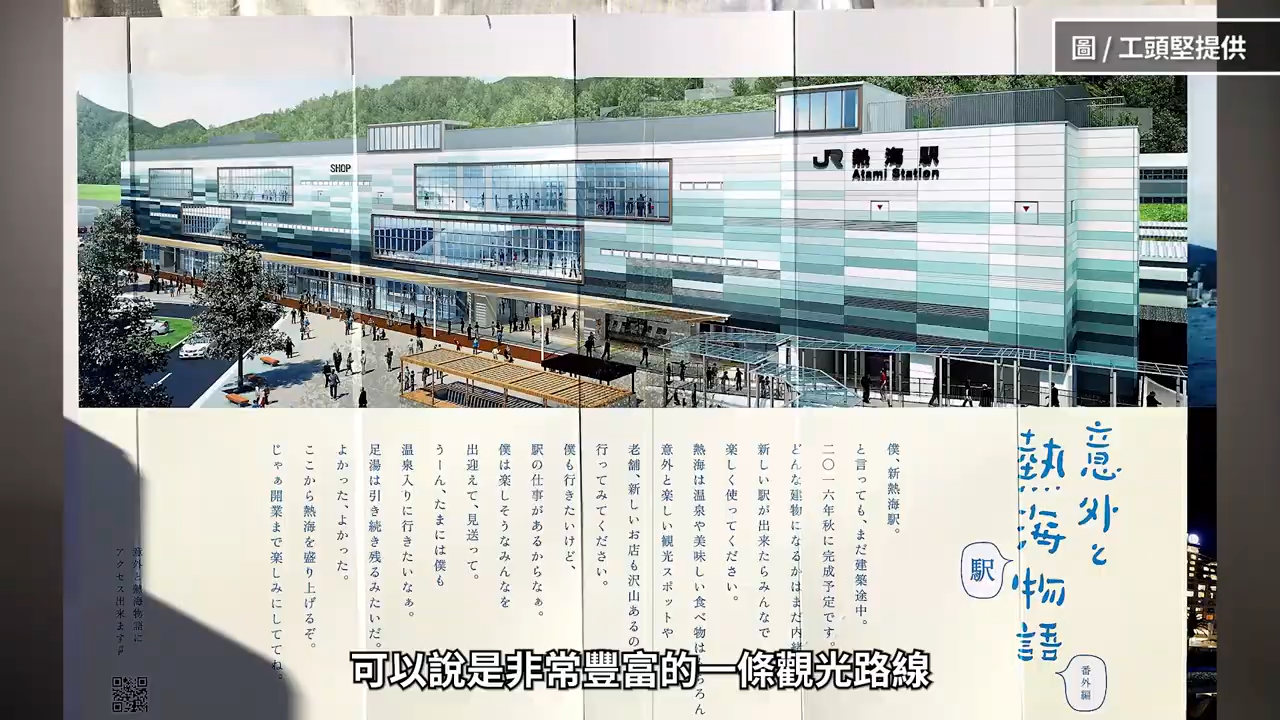 圖 / 工頭堅提供
SHOP
JR 熱海駅
Atami Station
意外と
熱海物語
駅
番外編
僕、新熱海駅。
と言っても、まだ建築途中。
二〇一六年秋に完成予定です。
どんな建物になるかはまだ内緒
新しい駅が出来たらみんなで
楽しく使ってください。
熱海は温泉や美味しい食べ物は
ろん
意外と楽しい観光スポットや
老舗、新しいお店も沢山あるの
行ってみてください。
僕も行きたいけど、
駅の仕事があるからなぁ。
僕は楽しそうなみんなを
出迎えて、見送って。
うーん、たまには僕も
温泉入りに行きたいなぁ。
足湯は引き続き残るみたいだ。
よかった、よかった。
ここから熱海を盛り上げるぞ。
じゃぁ開業まで楽しみにしててね。
意外と熱海物語に
アクセス出来ます
可以說是非常豐富的一條觀光路線